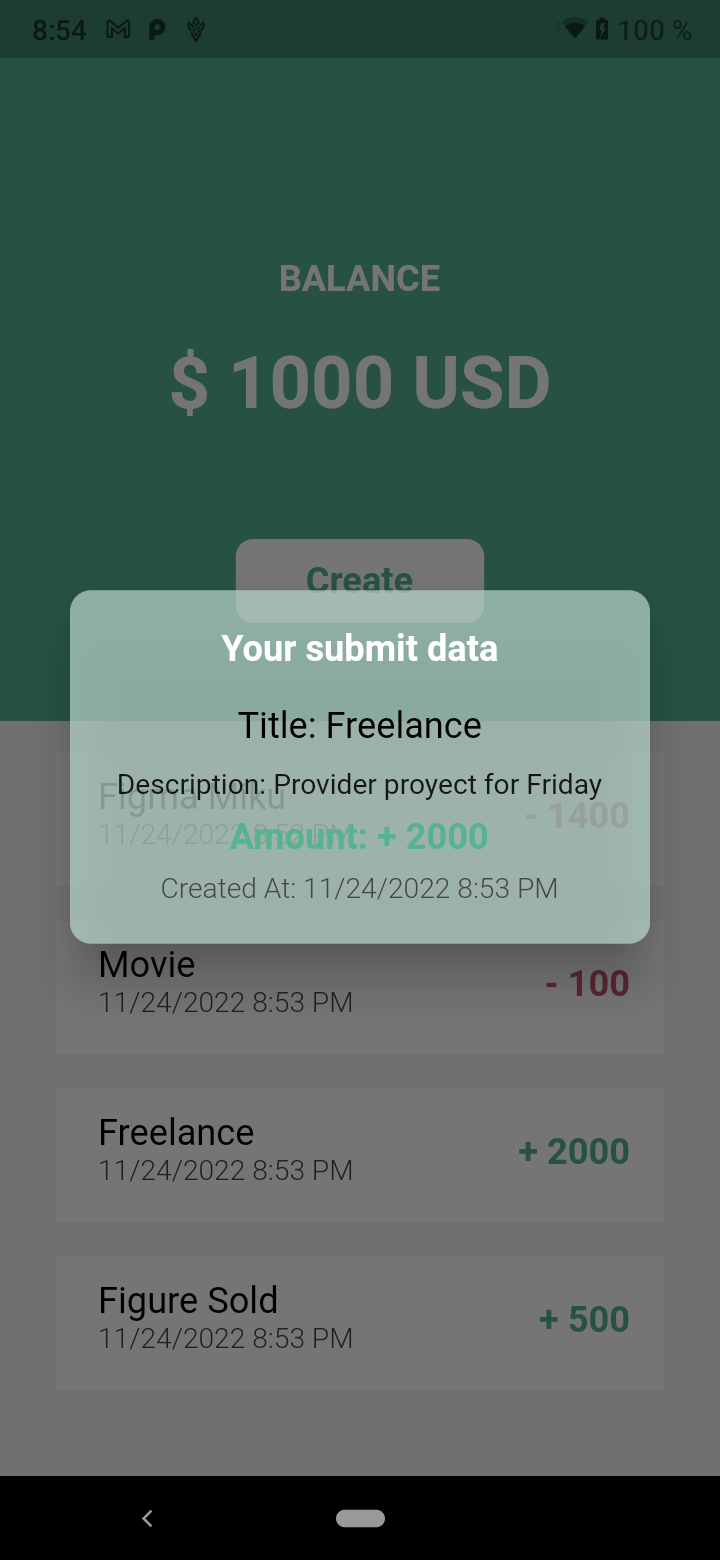 8:54 100 %
BALANCE
$ 1000 USD
Create
Your submit data
Title: Freelance
Description: Provider proyect for Friday
Figma Miku
- 1400
11/24/2022 8:53 PM
Amount: + 2000
Created At: 11/24/2022 8:53 PM
Movie
- 100
11/24/2022 8:53 PM
Freelance
+ 2000
11/24/2022 8:53 PM
Figure Sold
+ 500
11/24/2022 8:53 PM